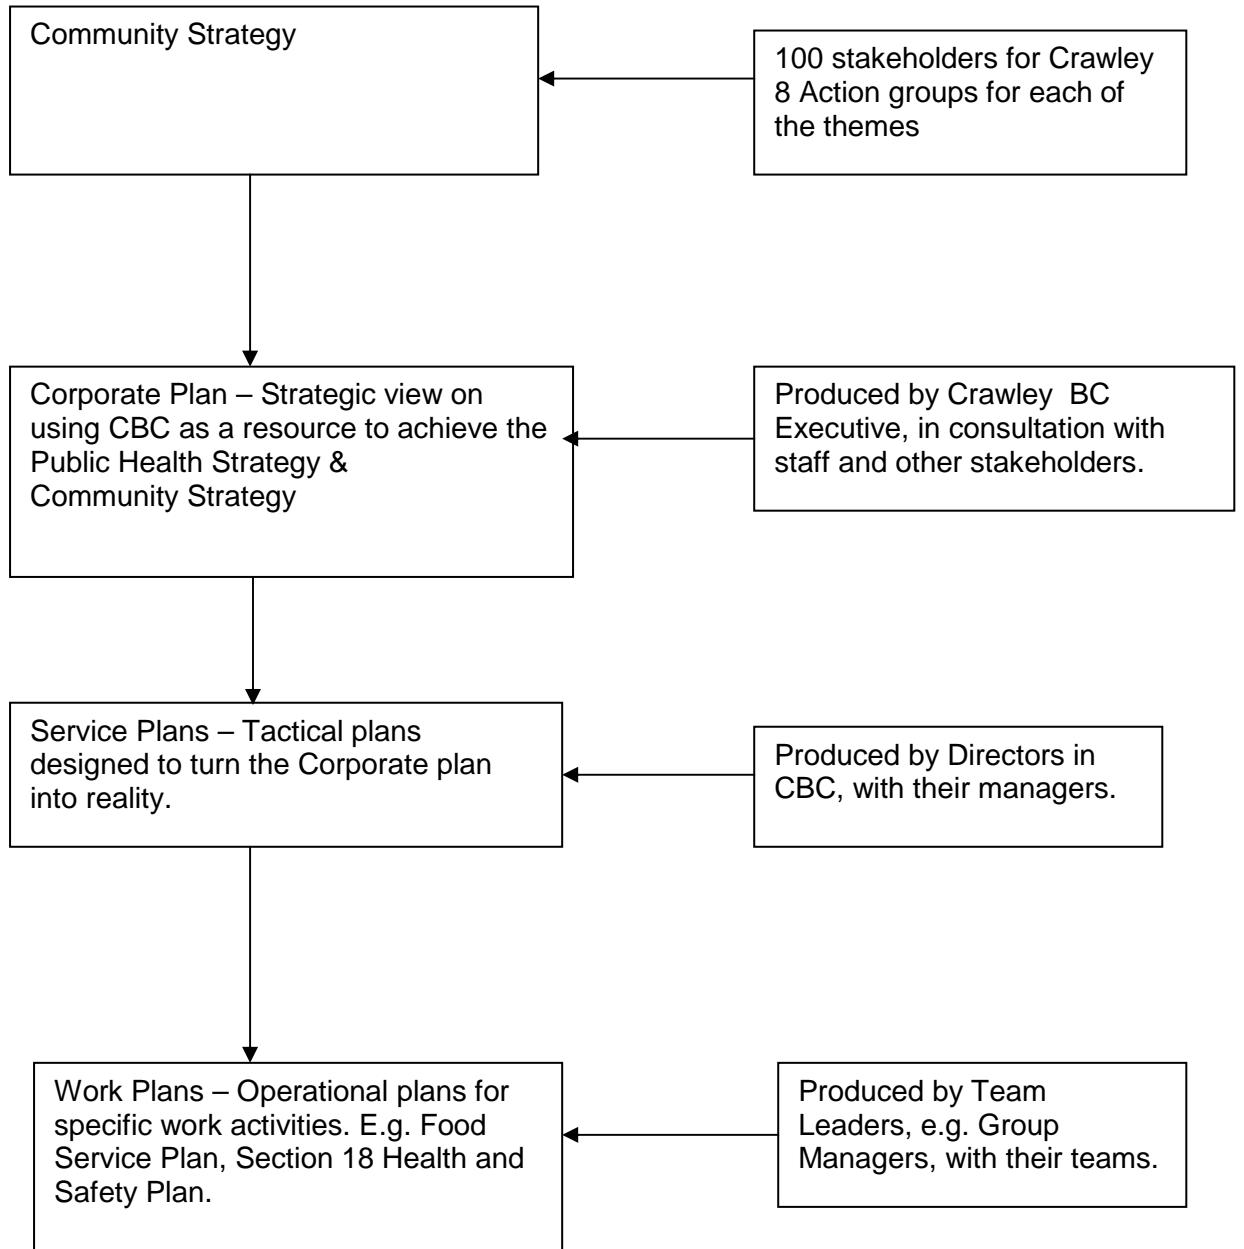 Community Strategy
100 stakeholders for Crawley
8 Action groups for each of
the themes
Corporate Plan – Strategic view on
using CBC as a resource to achieve the
Public Health Strategy &
Community Strategy
Produced by Crawley  BC
Executive, in consultation with
staff and other stakeholders.
Service Plans – Tactical plans
designed to turn the Corporate plan
into reality.
Produced by Directors in
CBC, with their managers.
Work Plans – Operational plans for
specific work activities. E.g. Food
Service Plan, Section 18 Health and
Safety Plan.
Produced by Team
Leaders, e.g. Group
Managers, with their teams.